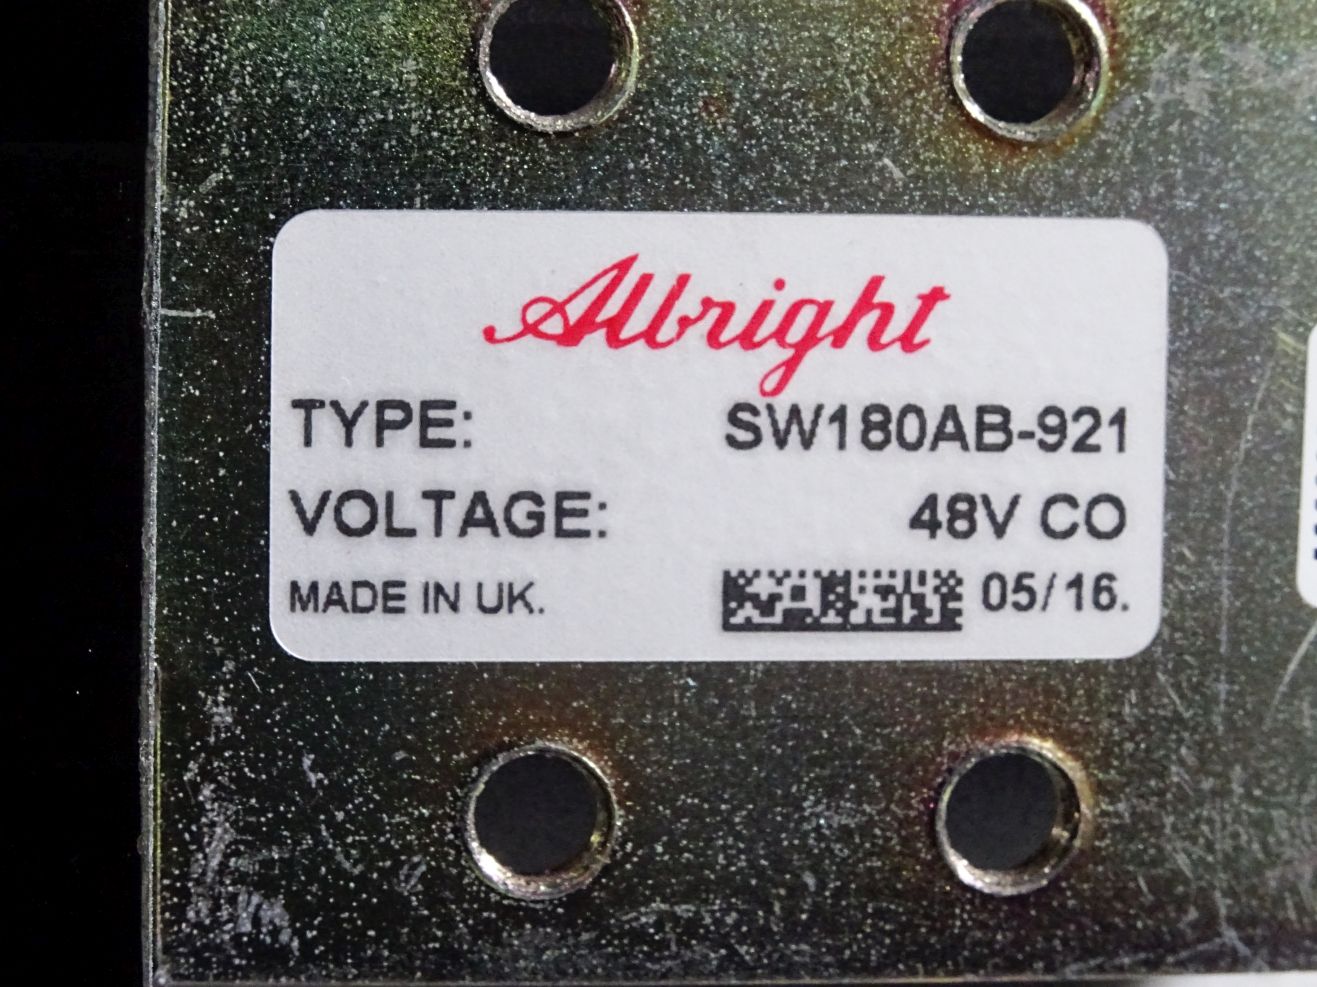 Albright
TYPE: SW180AB-921
VOLTAGE: 48V CO
MADE IN UK. 05/16.